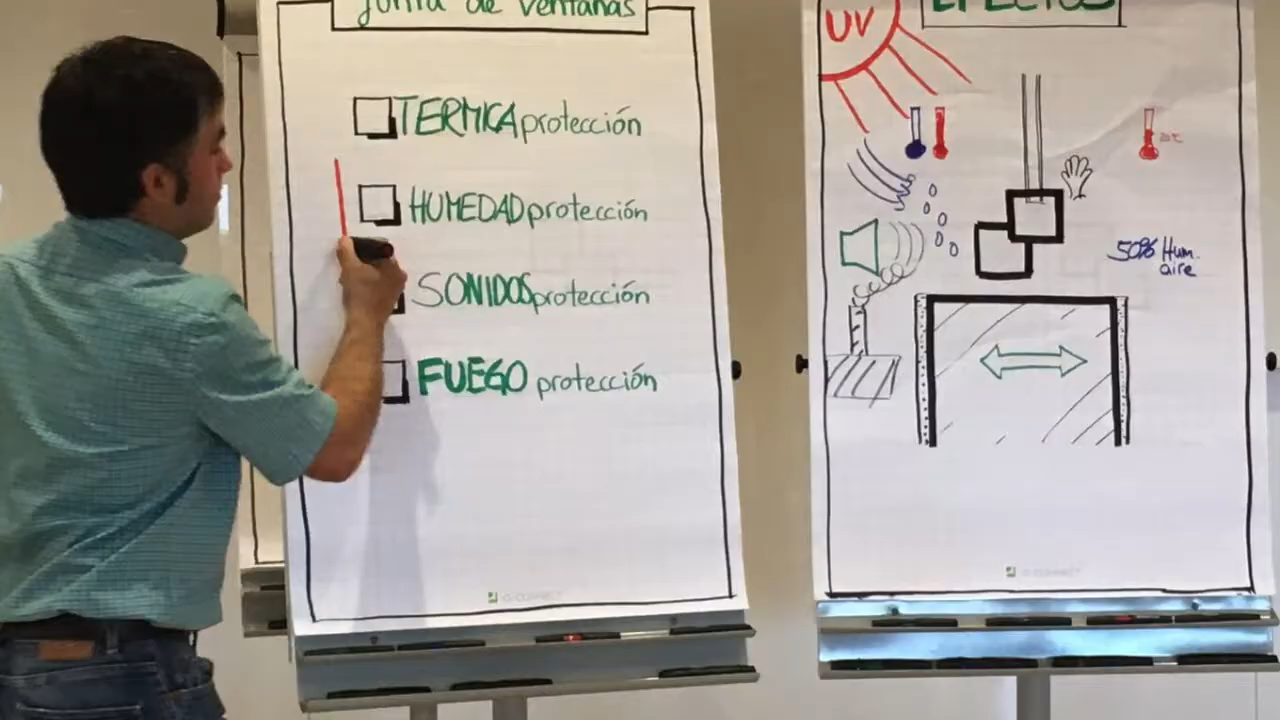 Junta de ventanas
TERMICA protección
HUMEDAD protección
SONIDOS protección
FUEGO protección
EFECTOS
UV
50% Hum.
aire